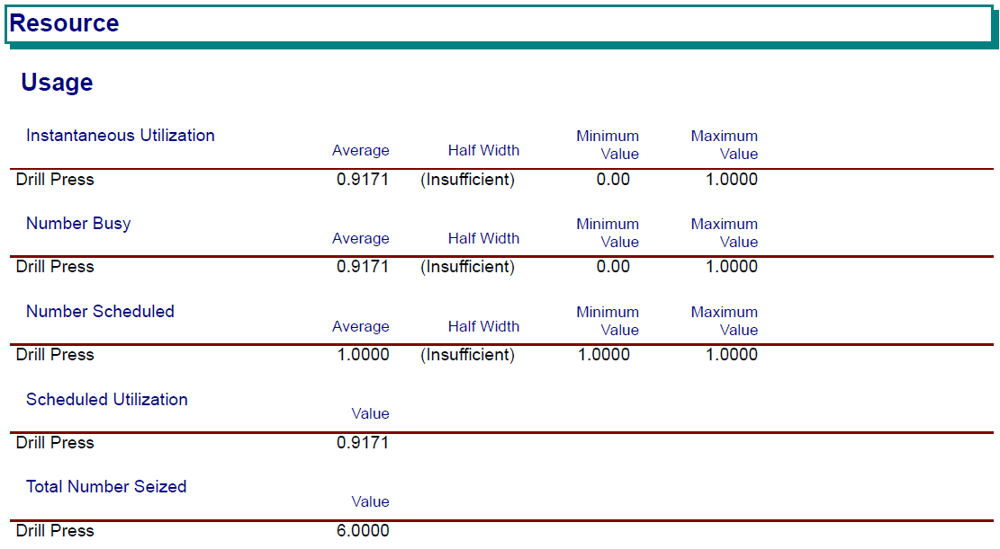 Resource
Usage
Instantaneous Utilization Average Half Width Minimum Value Maximum Value
Drill Press 0.9171 (Insufficient) 0.00 1.0000
Number Busy Average Half Width Minimum Value Maximum Value
Drill Press 0.9171 (Insufficient) 0.00 1.0000
Number Scheduled Average Half Width Minimum Value Maximum Value
Drill Press 1.0000 (Insufficient) 1.0000 1.0000
Scheduled Utilization Value
Drill Press 0.9171
Total Number Seized Value
Drill Press 6.0000